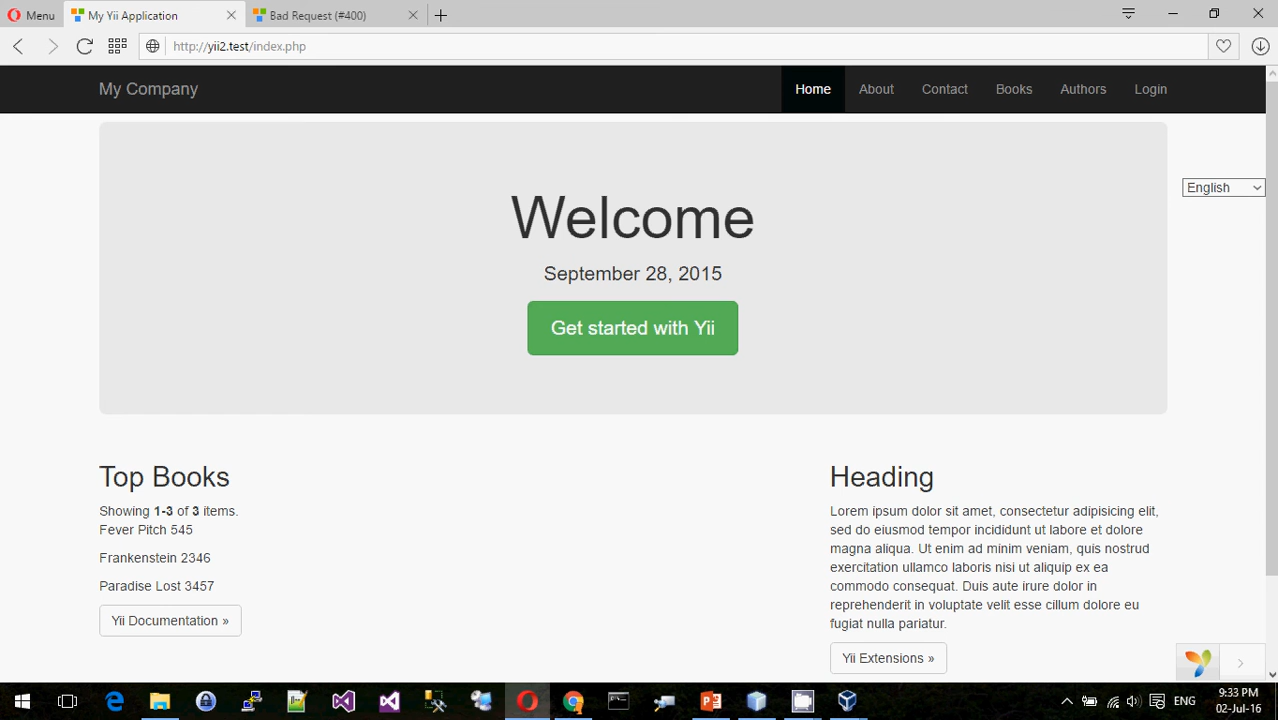 Menu
My Yii Application
Bad Request (#400)
http://yii2.test/index.php
My Company
Home
About
Contact
Books
Authors
Login
English
Welcome
September 28, 2015
Get started with Yii
Top Books
Showing 1-3 of 3 items.
Fever Pitch 545
Frankenstein 2346
Paradise Lost 3457
Yii Documentation »
Heading
Lorem ipsum dolor sit amet, consectetur adipisicing elit,
sed do eiusmod tempor incididunt ut labore et dolore
magna aliqua. Ut enim ad minim veniam, quis nostrud
exercitation ullamco laboris nisi ut aliquip ex ea
commodo consequat. Duis aute irure dolor in
reprehenderit in voluptate velit esse cillum dolore eu
fugiat nulla pariatur.
Yii Extensions »
ENG
9:33 PM
02-Jul-16